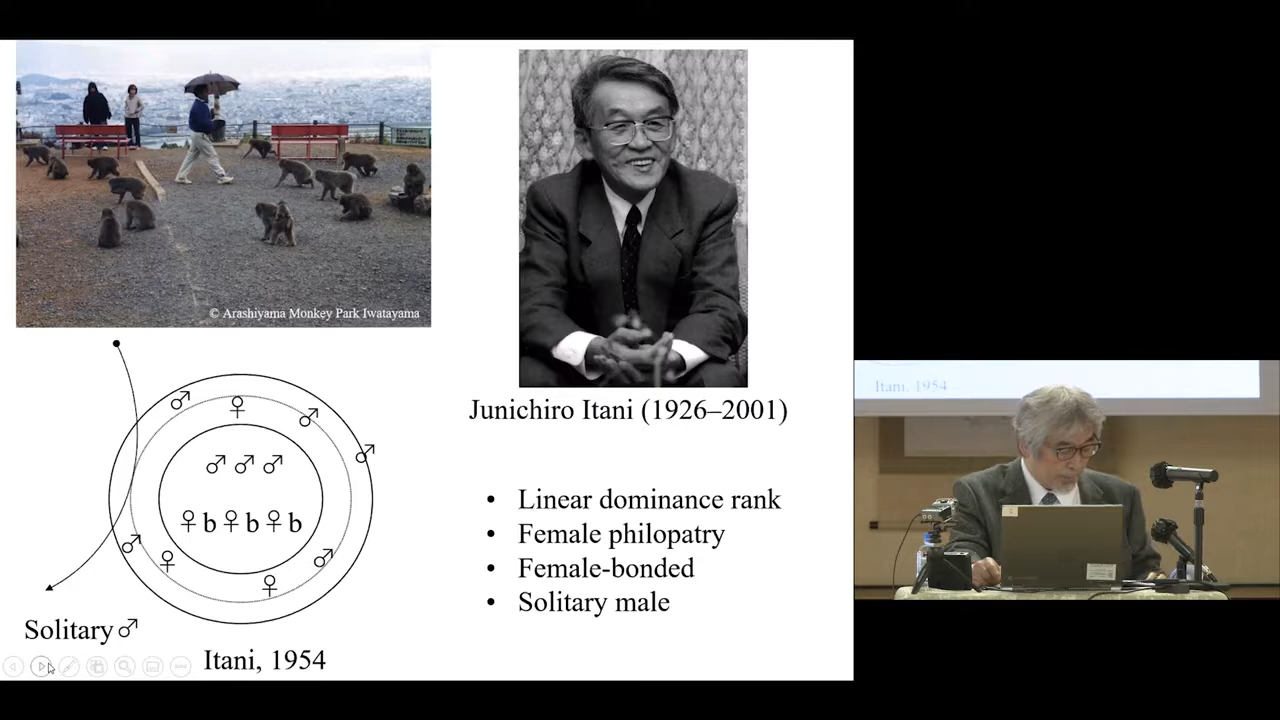 © Arashiyama Monkey Park Iwatayama
Junichiro Itani (1926–2001)
♂ ♀ ♂
♂
♂ ♂ ♂
♀ b ♀ b ♀ b
♂ ♀ ♂
♀
Solitary ♂
Itani, 1954
• Linear dominance rank
• Female philopatry
• Female-bonded
• Solitary male
Itani, 1954